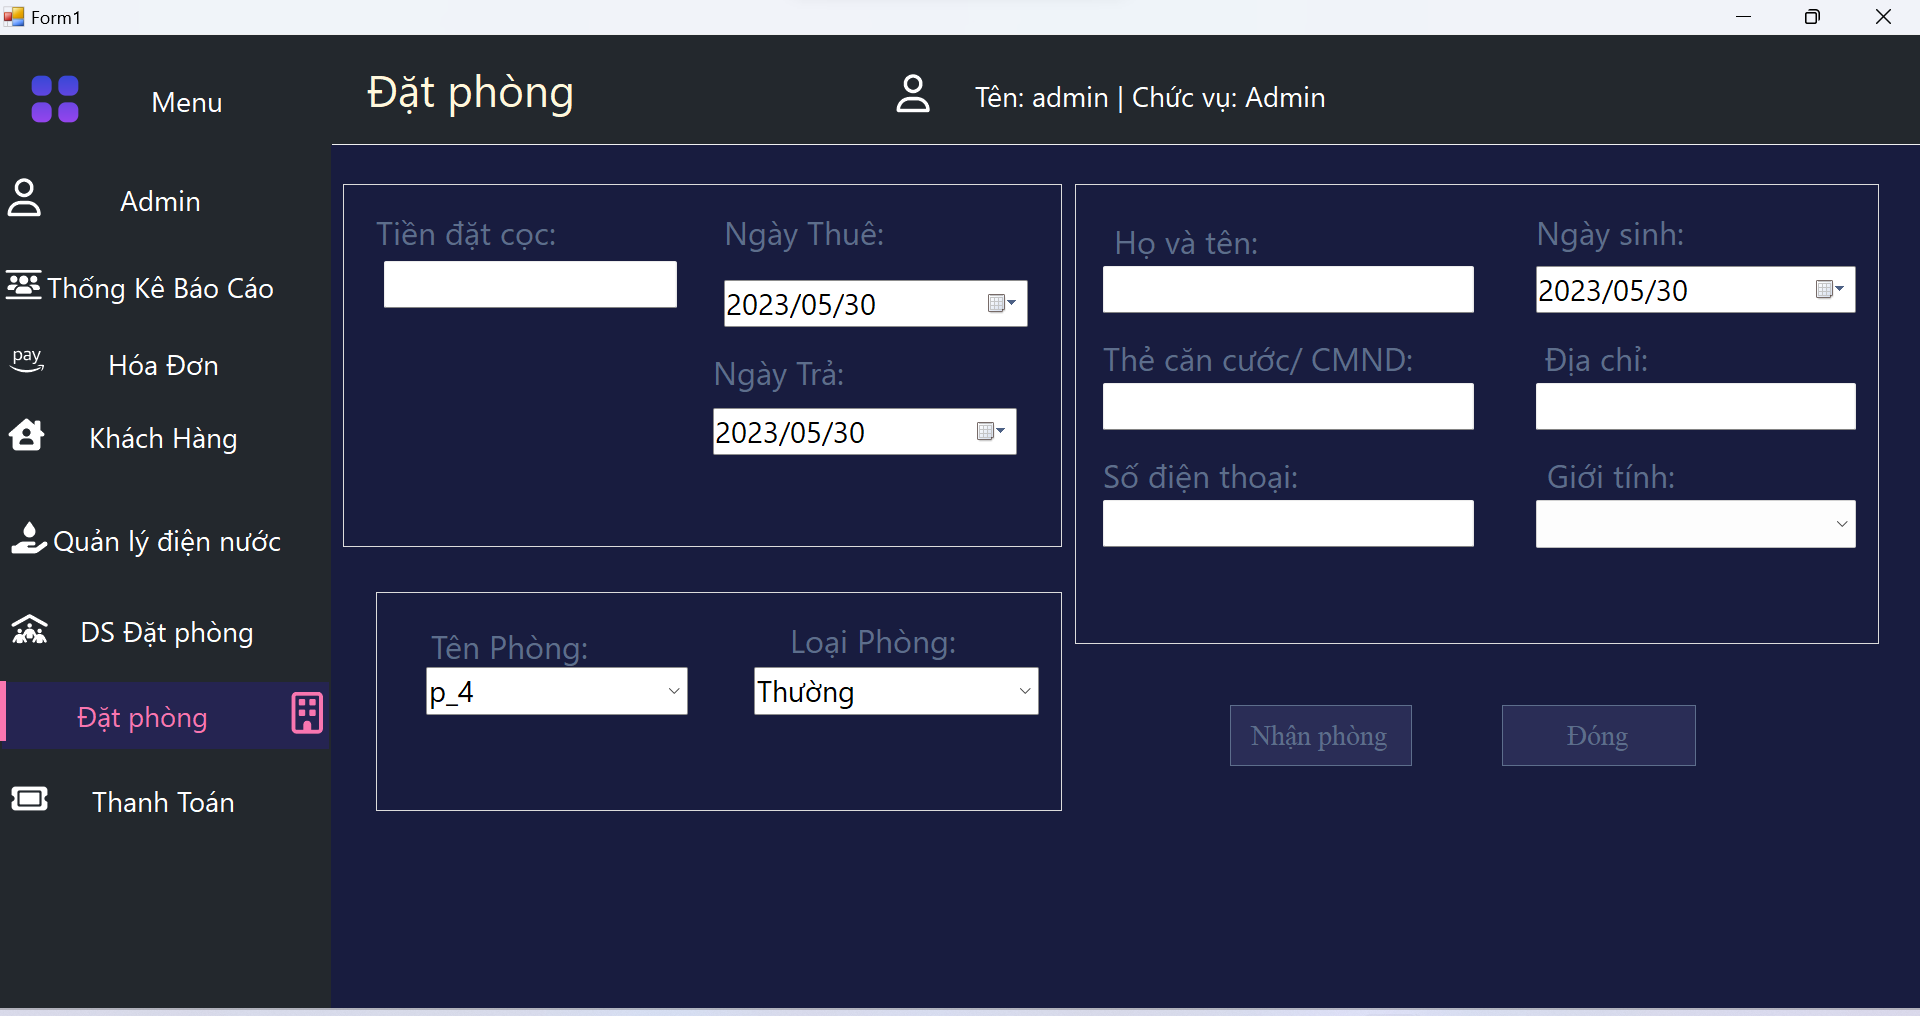 Form1
Menu
Đặt phòng
Tên: admin | Chức vụ: Admin
Admin
Thống Kê Báo Cáo
pay
Hóa Đơn
Khách Hàng
Quản lý điện nước
DS Đặt phòng
Đặt phòng
Thanh Toán
Tiền đặt cọc:
Ngày Thuê:
2023/05/30
Ngày Trả:
2023/05/30
Tên Phòng:
Loại Phòng:
p_4
Thường
Họ và tên:
Ngày sinh:
2023/05/30
Thẻ căn cước/ CMND:
Địa chỉ:
Số điện thoại:
Giới tính:
Nhận phòng
Đóng